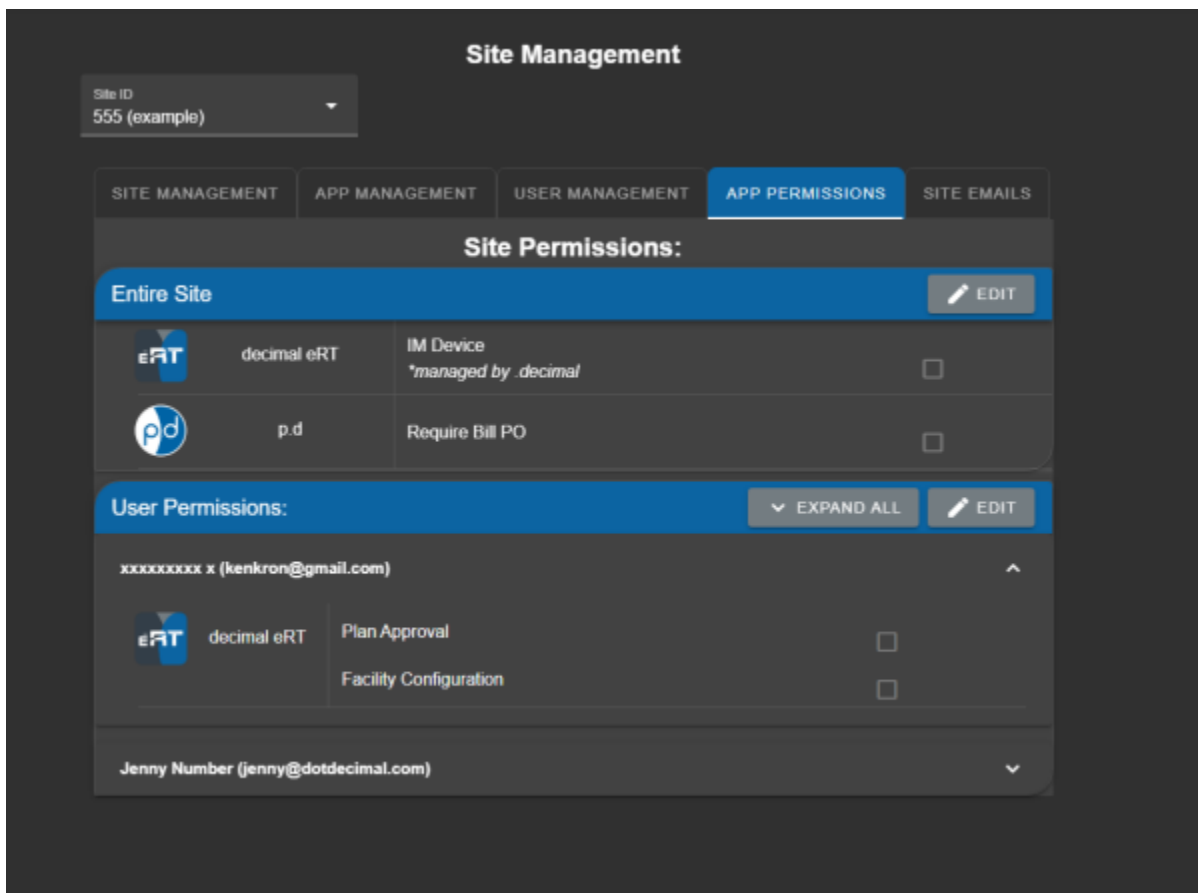 Site Management
Site ID
555 (example)
SITE MANAGEMENT APP MANAGEMENT USER MANAGEMENT APP PERMISSIONS SITE EMAILS
Site Permissions:
Entire Site EDIT
eRT decimal eRT IM Device
*managed by .decimal
pd p.d Require Bill PO
User Permissions: EXPAND ALL EDIT
xxxxxxxxx x (kenkron@gmail.com)
eRT decimal eRT Plan Approval
Facility Configuration
Jenny Number (jenny@dotdecimal.com)